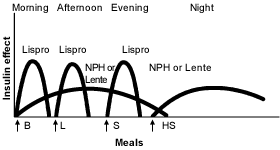 Morning Afternoon Evening Night
Lispro Lispro Lispro
NPH or NPH or Lente
Lente
Insulin effect
B L S HS
Meals